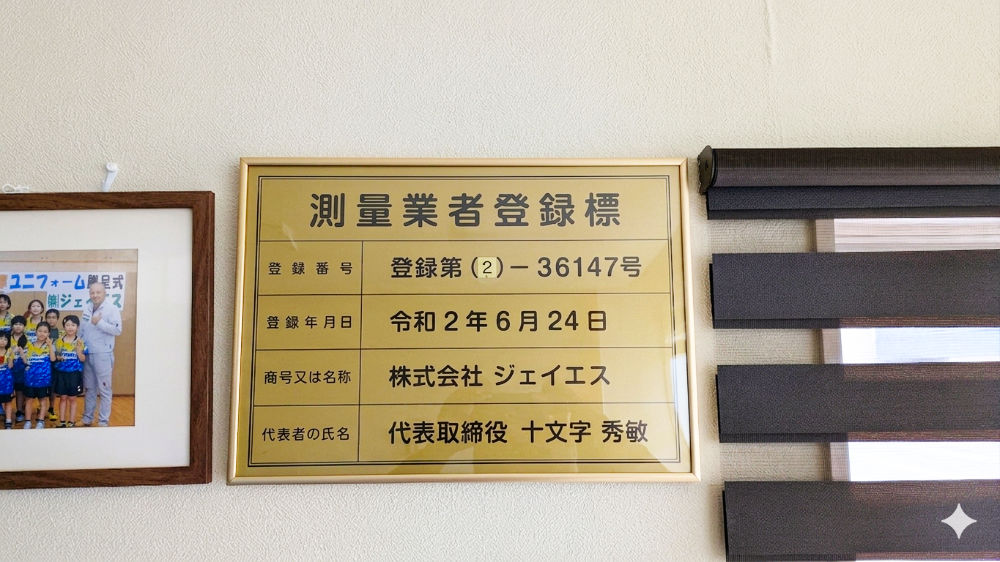 ユニフォーム贈呈式
㈱ジェイエス
測量業者登録標
登録番号 登録第(2)－36147号
登録年月日 令和2年6月24日
商号又は名称 株式会社 ジェイエス
代表者の氏名 代表取締役 十文字 秀敏